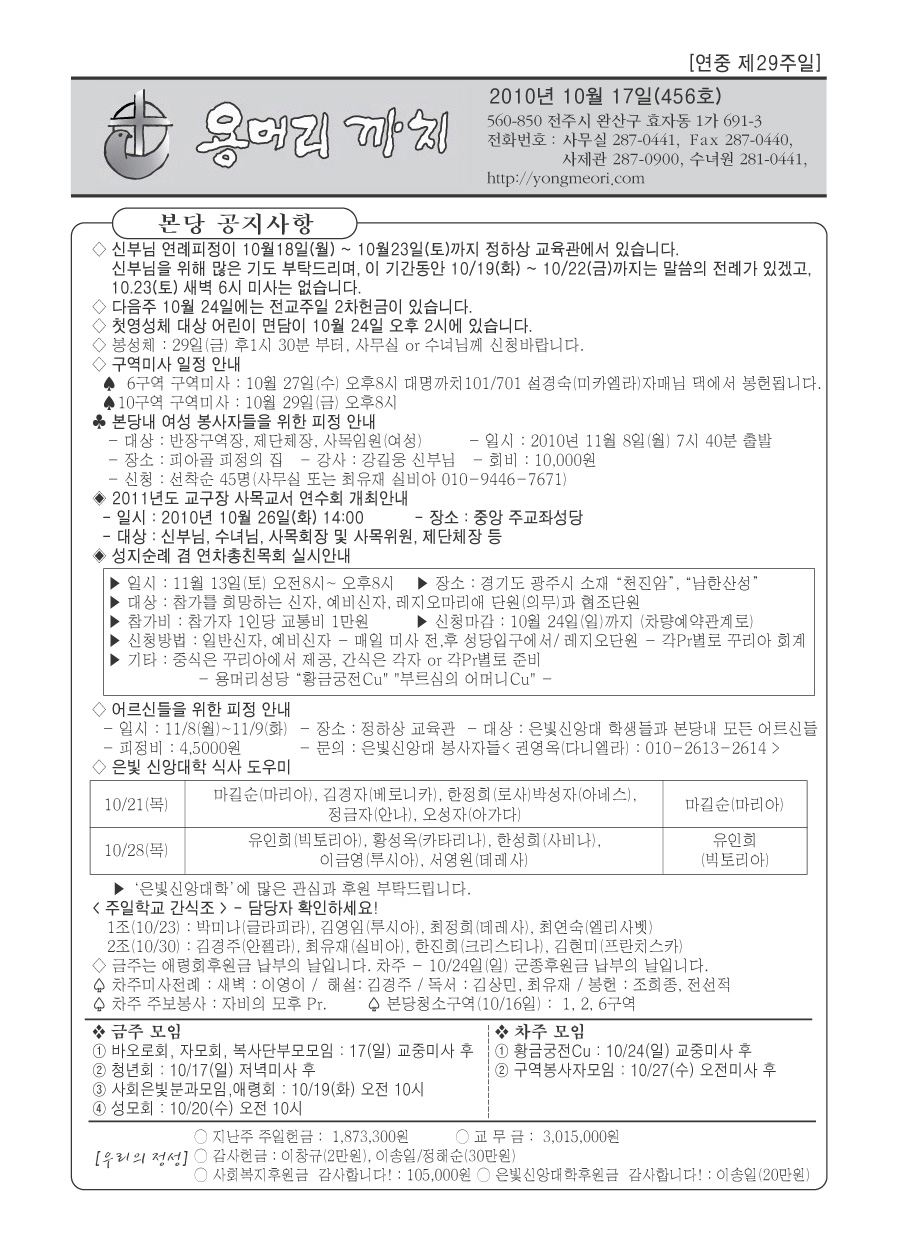 [연중 제29주일]
용머리 까치
2010년 10월 17일(456호)
560-850 전주시 완산구 효자동 1가 691-3
전화번호 : 사무실 287-0441, Fax 287-0440,
사제관 287-0900, 수녀원 281-0441,
http://yongmeori.com
본당 공지사항
◇ 신부님 연례피정이 10월18일(월) ~ 10월23일(토)까지 정하상 교육관에서 있습니다.
신부님을 위해 많은 기도 부탁드리며, 이 기간동안 10/19(화) ~ 10/22(금)까지는 말씀의 전례가 있겠고,
10.23(토) 새벽 6시 미사는 없습니다.
◇ 다음주 10월 24일에는 전교주일 2차헌금이 있습니다.
◇ 첫영성체 대상 어린이 면담이 10월 24일 오후 2시에 있습니다.
◇ 봉성체 : 29일(금) 후1시 30분 부터, 사무실 or 수녀님께 신청바랍니다.
◇ 구역미사 일정 안내
♠ 6구역 구역미사 : 10월 27일(수) 오후8시 대명까치101/701 설경숙(미카엘라)자매님 댁에서 봉헌됩니다.
♠10구역 구역미사 : 10월 29일(금) 오후8시
♣ 본당내 여성 봉사자들을 위한 피정 안내
- 대상 : 반장구역장, 제단체장, 사목임원(여성) - 일시 : 2010년 11월 8일(월) 7시 40분 출발
- 장소 : 피아골 피정의 집 - 강사 : 강길웅 신부님 - 회비 : 10,000원
- 신청 : 선착순 45명(사무실 또는 최유재 실비아 010-9446-7671)
◈ 2011년도 교구장 사목교서 연수회 개최안내
- 일시 : 2010년 10월 26일(화) 14:00 - 장소 : 중앙 주교좌성당
- 대상 : 신부님, 수녀님, 사목회장 및 사목위원, 제단체장 등
◈ 성지순례 겸 연차총친목회 실시안내
▶ 일시 : 11월 13일(토) 오전8시~ 오후8시 ▶ 장소 : 경기도 광주시 소재 “천진암”, “남한산성”
▶ 대상 : 참가를 희망하는 신자, 예비신자, 레지오마리애 단원(의무)과 협조단원
▶ 참가비 : 참가자 1인당 교통비 1만원 ▶ 신청마감 : 10월 24일(일)까지 (차량예약관계로)
▶ 신청방법 : 일반신자, 예비신자 - 매일 미사 전,후 성당입구에서/ 레지오단원 - 각Pr별로 꾸리아 회계
▶ 기타 : 중식은 꾸리아에서 제공, 간식은 각자 or 각Pr별로 준비
- 용머리성당 “황금궁전Cu" "부르심의 어머니Cu" -
◇ 어르신들을 위한 피정 안내
- 일시 : 11/8(월)~11/9(화) - 장소 : 정하상 교육관 - 대상 : 은빛신앙대 학생들과 본당내 모든 어르신들
- 피정비 : 4,5000원 - 문의 : 은빛신앙대 봉사자들< 권영옥(다니엘라) : 010-2613-2614 >
◇ 은빛 신앙대학 식사 도우미
10/21(목) 마길순(마리아), 김경자(베로니카), 한정희(로사)박성자(아네스), 마길순(마리아)
정금자(안나), 오성자(아가다)
10/28(목) 유인희(빅토리아), 황성옥(카타리나), 한성희(사비나), 유인희
이금영(루시아), 서영원(데레사) (빅토리아)
▶ ‘은빛신앙대학’에 많은 관심과 후원 부탁드립니다.
< 주일학교 간식조 > - 담당자 확인하세요!
1조(10/23) : 박미나(글라피라), 김영임(루시아), 최정희(데레사), 최연숙(엘리사벳)
2조(10/30) : 김경주(안젤라), 최유재(실비아), 한진희(크리스티나), 김현미(프란치스카)
◇ 금주는 애령회후원금 납부의 날입니다. 차주 - 10/24일(일) 군종후원금 납부의 날입니다.
♤ 차주미사전례 : 새벽 : 이영이 / 해설: 김경주 / 독서 : 김상민, 최유재 / 봉헌 : 조희종, 전선적
♤ 차주 주보봉사 : 자비의 모후 Pr. ♤ 본당청소구역(10/16일) : 1, 2, 6구역
❖ 금주 모임
① 바오로회, 자모회, 복사단부모모임 : 17(일) 교중미사 후
② 청년회 : 10/17(일) 저녁미사 후
③ 사회은빛분과모임,애령회 : 10/19(화) 오전 10시
④ 성모회 : 10/20(수) 오전 10시
❖ 차주 모임
① 황금궁전Cu : 10/24(일) 교중미사 후
② 구역봉사자모임 : 10/27(수) 오전미사 후
[우리의 정성]
○ 지난주 주일헌금 : 1,873,300원 ○ 교 무 금 : 3,015,000원
○ 감사헌금 : 이창규(2만원), 이송일/정해순(30만원)
○ 사회복지후원금 감사합니다! : 105,000원 ○ 은빛신앙대학후원금 감사합니다! : 이송일(20만원)